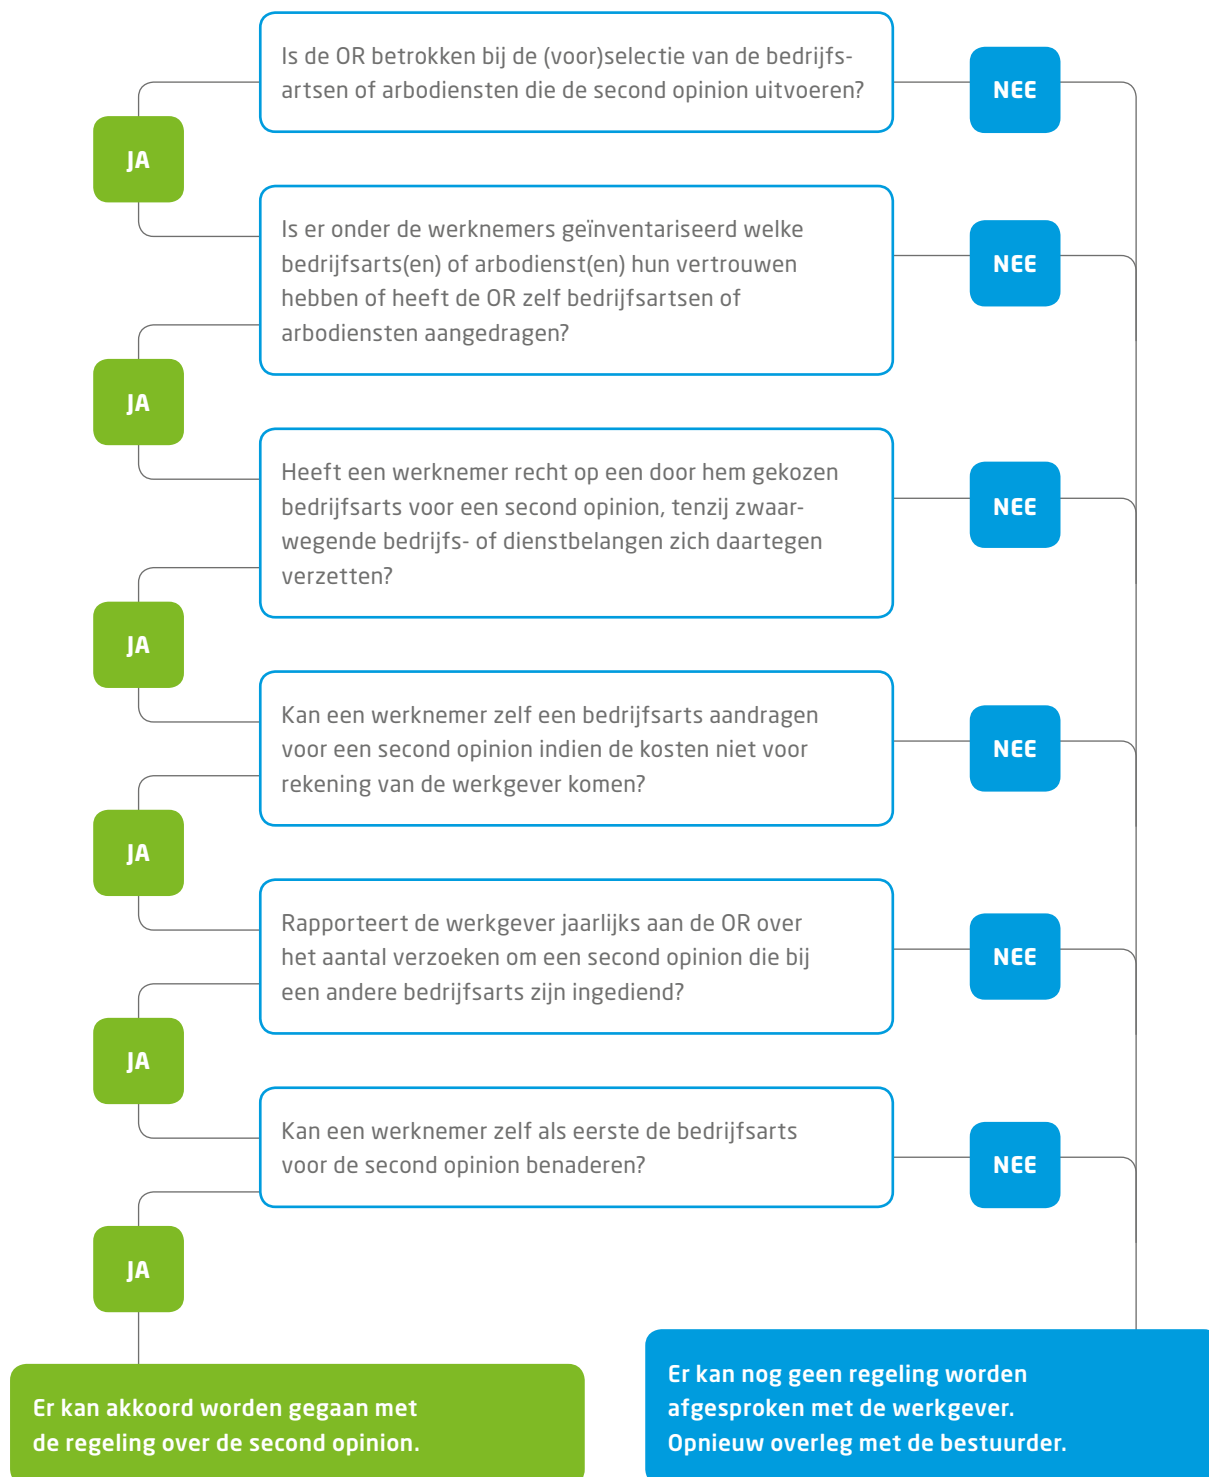 Is de OR betrokken bij de (voor)selectie van de bedrijfs-
artsen of arbodiensten die de second opinion uitvoeren?
NEE
JA
Is er onder de werknemers geïnventariseerd welke
bedrijfsarts(en) of arbodienst(en) hun vertrouwen
hebben of heeft de OR zelf bedrijfsartsen of
arbodiensten aangedragen?
NEE
JA
Heeft een werknemer recht op een door hem gekozen
bedrijfsarts voor een second opinion, tenzij zwaar-
wegende bedrijfs- of dienstbelangen zich daartegen
verzetten?
NEE
JA
Kan een werknemer zelf een bedrijfsarts aandragen
voor een second opinion indien de kosten niet voor
rekening van de werkgever komen?
NEE
JA
Rapporteert de werkgever jaarlijks aan de OR over
het aantal verzoeken om een second opinion die bij
een andere bedrijfsarts zijn ingediend?
NEE
JA
Kan een werknemer zelf als eerste de bedrijfsarts
voor de second opinion benaderen?
NEE
JA
Er kan akkoord worden gegaan met
de regeling over de second opinion.
Er kan nog geen regeling worden
afgesproken met de werkgever.
Opnieuw overleg met de bestuurder.